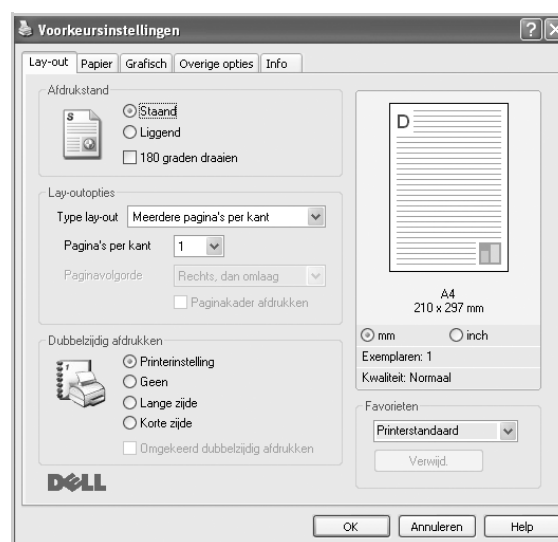 Voorkeursinstellingen
Lay-out Papier Grafisch Overige opties Info
Afdrukstand
S
Staand
Liggend
180 graden draaien
Lay-outopties
Type lay-out Meerdere pagina's per kant
Pagina's per kant 1
Paginavolgorde Rechts, dan omlaag
Paginakader afdrukken
Dubbelzijdig afdrukken
1
Printerinstelling
Geen
Lange zijde
Korte zijde
Omgekeerd dubbelzijdig afdrukken
DELL
D
A4
210 x 297 mm
mm inch
Exemplaren: 1
Kwaliteit: Normaal
Favorieten
Printerstandaard
Verwijd.
OK Annuleren Help